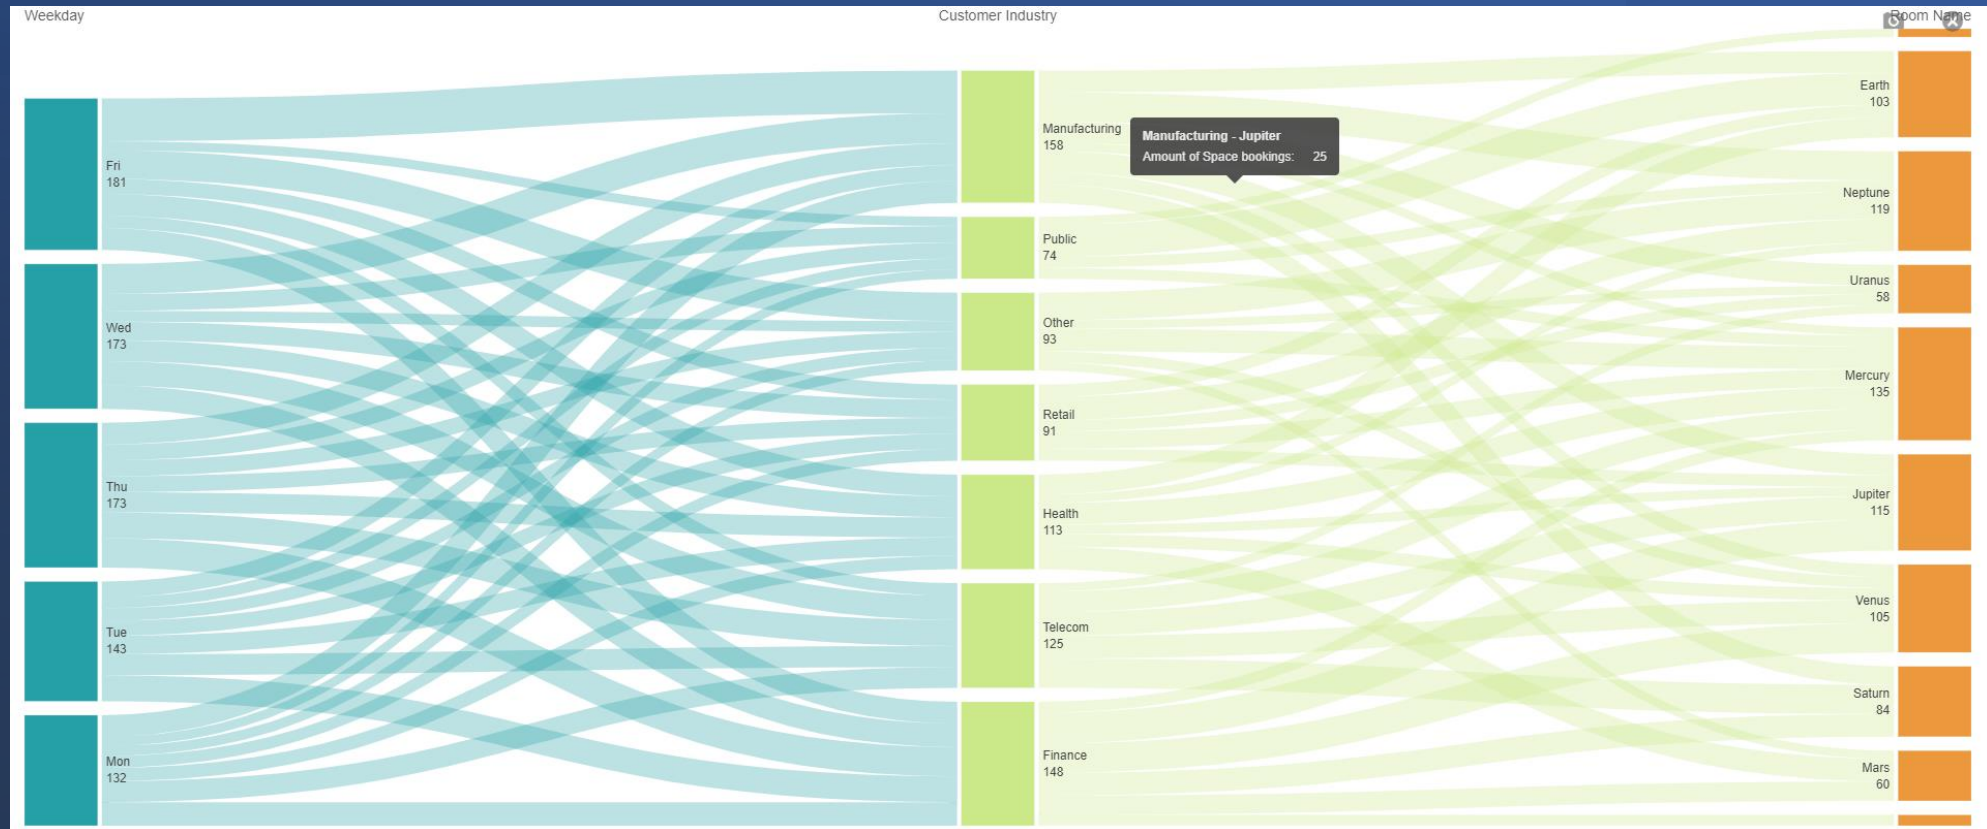 Weekday
Customer Industry
Room Name
Fri
181
Wed
173
Thu
173
Tue
143
Mon
132
Manufacturing
158
Public
74
Other
93
Retail
91
Health
113
Telecom
125
Finance
148
Manufacturing - Jupiter
Amount of Space bookings: 25
Earth
103
Neptune
119
Uranus
58
Mercury
135
Jupiter
115
Venus
105
Saturn
84
Mars
60